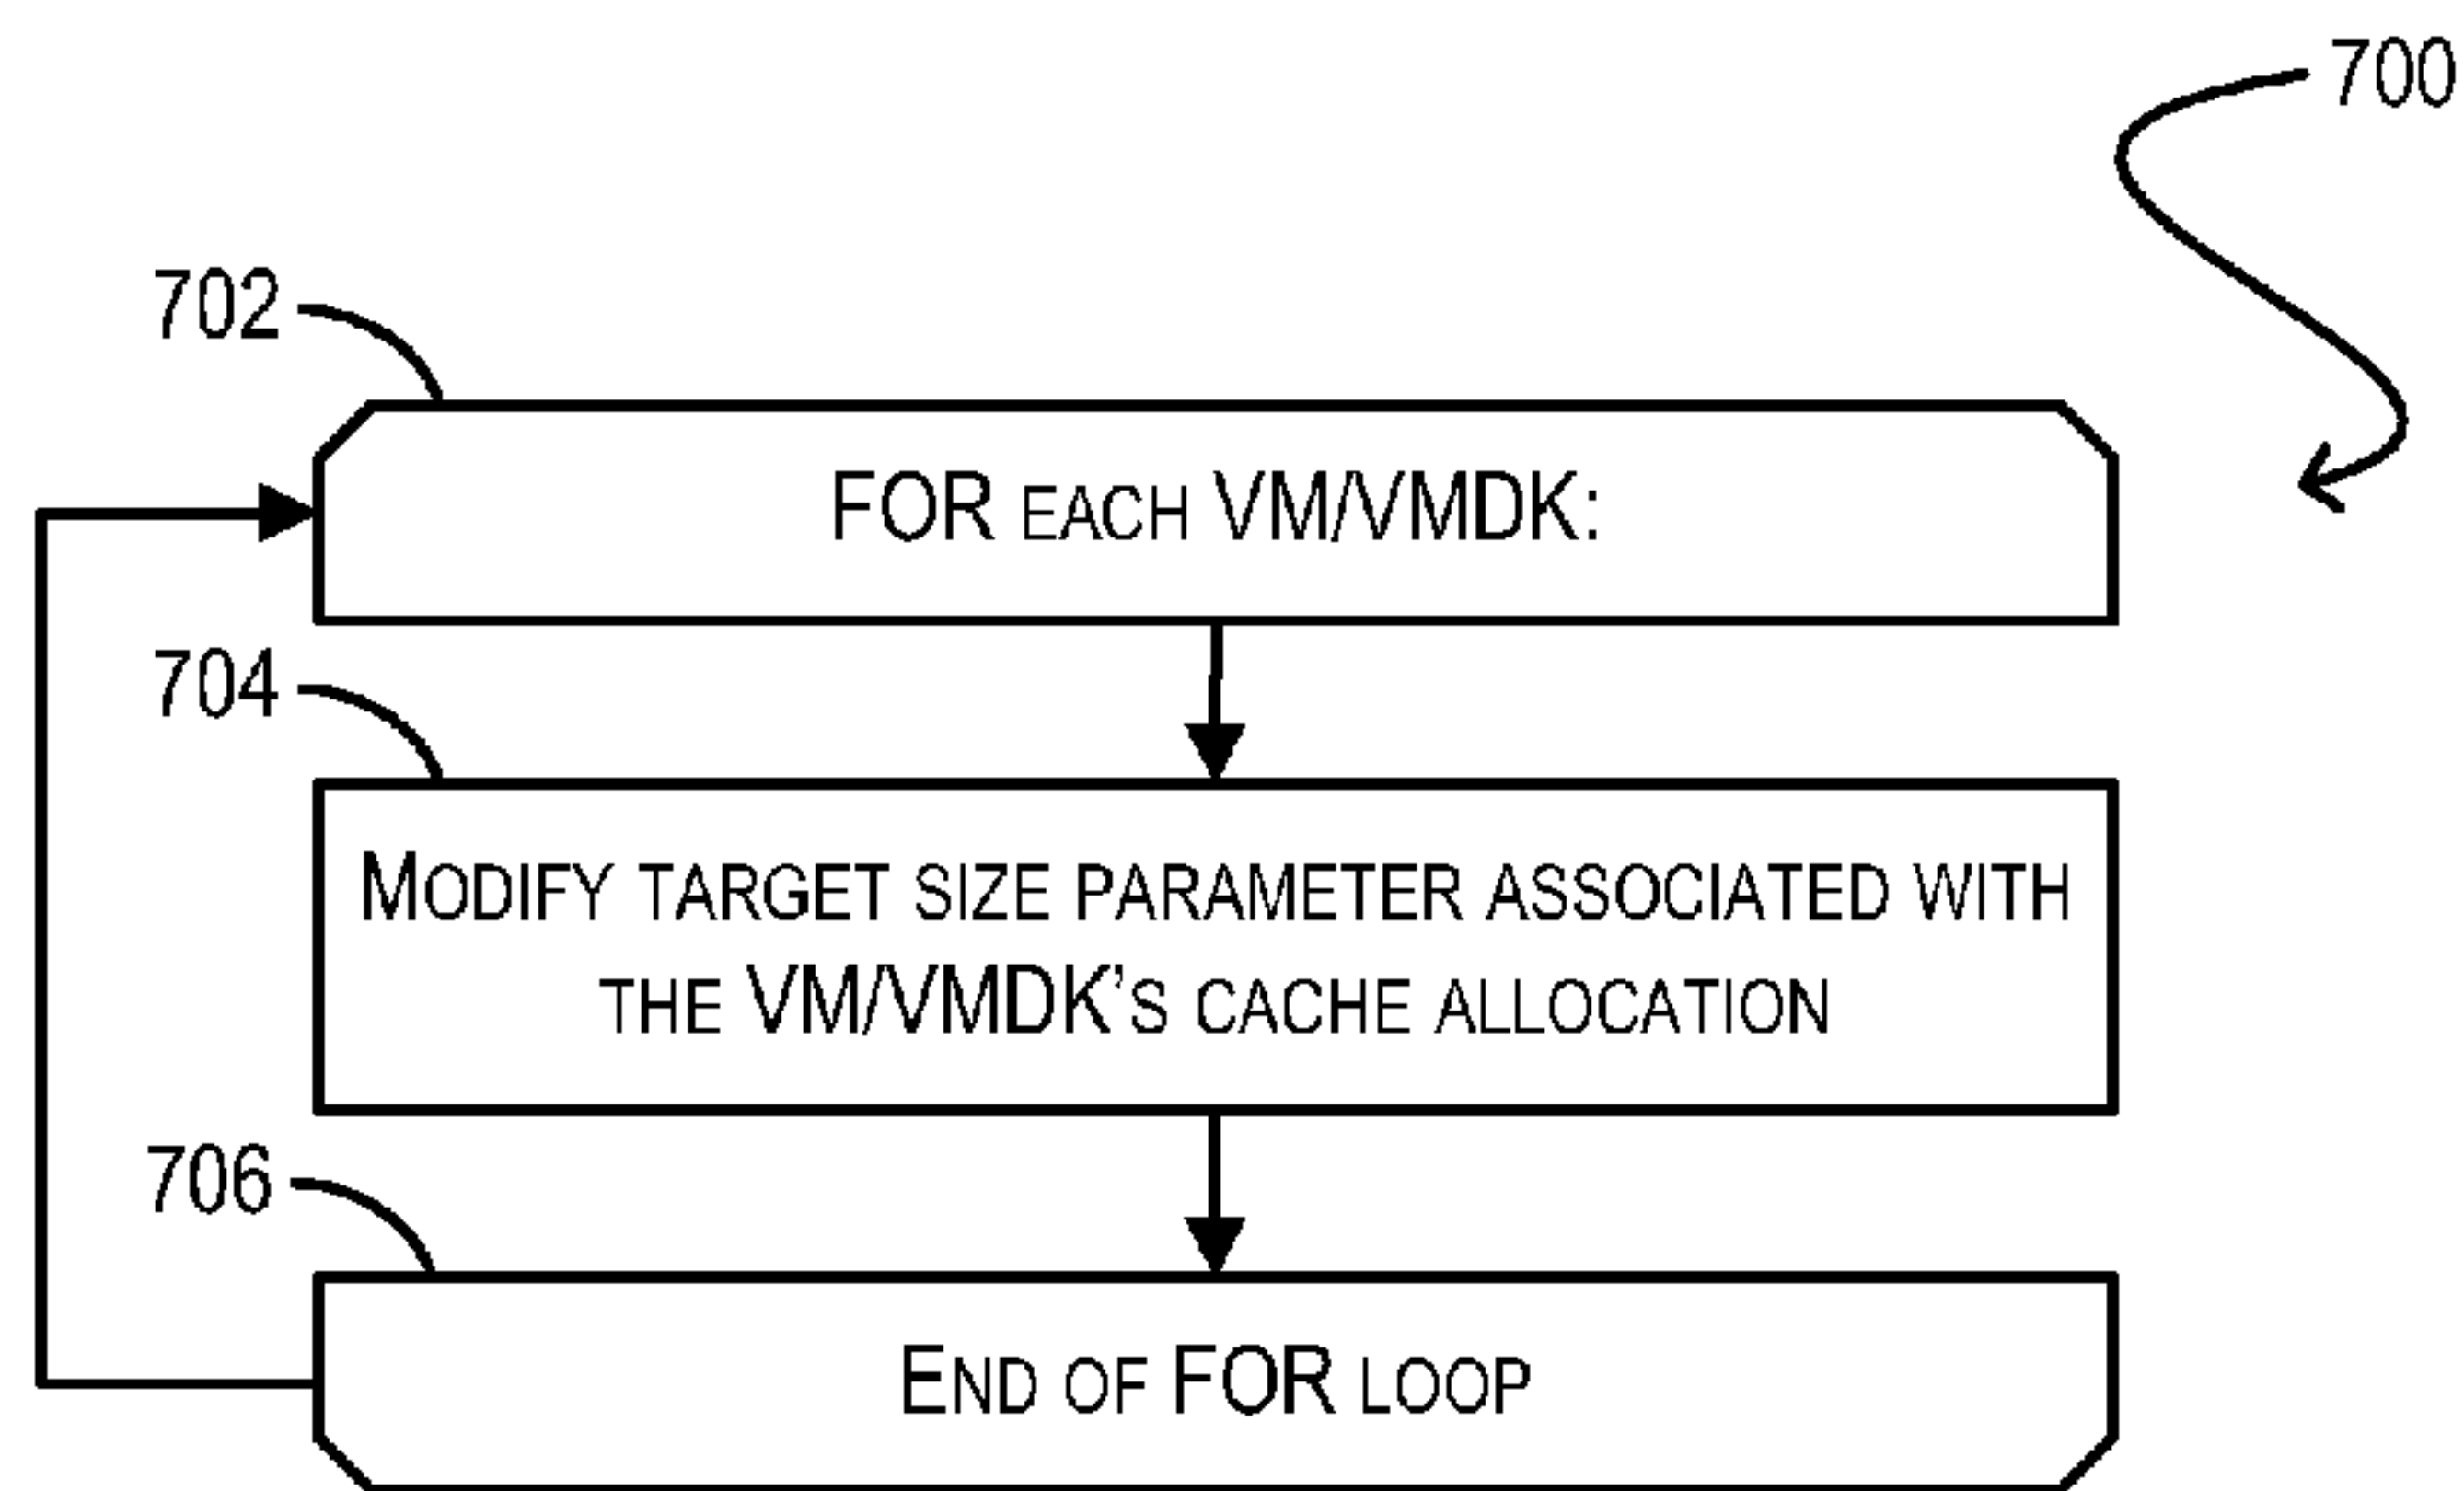 700
702
FOR EACH VM/VMDK:
704
MODIFY TARGET SIZE PARAMETER ASSOCIATED WITH
THE VM/VMDK'S CACHE ALLOCATION
706
END OF FOR LOOP